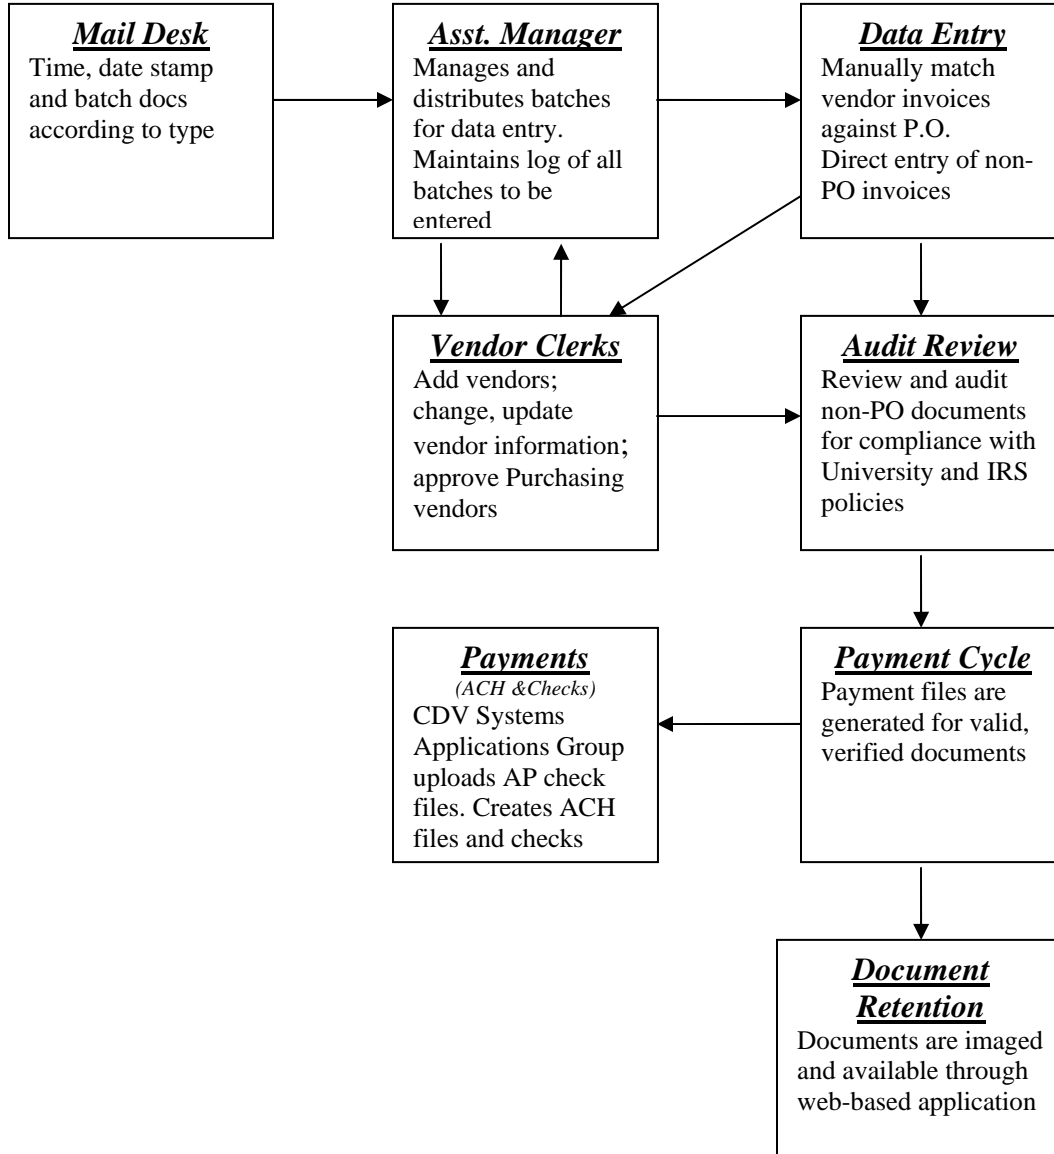 Mail Desk
Time, date stamp
and batch docs
according to type
Asst. Manager
Manages and
distributes batches
for data entry.
Maintains log of all
batches to be
entered
Data Entry
Manually match
vendor invoices
against P.O.
Direct entry of non-
PO invoices
Vendor Clerks
Add vendors;
change, update
vendor information;
approve Purchasing
vendors
Audit Review
Review and audit
non-PO documents
for compliance with
University and IRS
policies
Payments
(ACH &Checks)
CDV Systems
Applications Group
uploads AP check
files. Creates ACH
files and checks
Payment Cycle
Payment files are
generated for valid,
verified documents
Document
Retention
Documents are imaged
and available through
web-based application